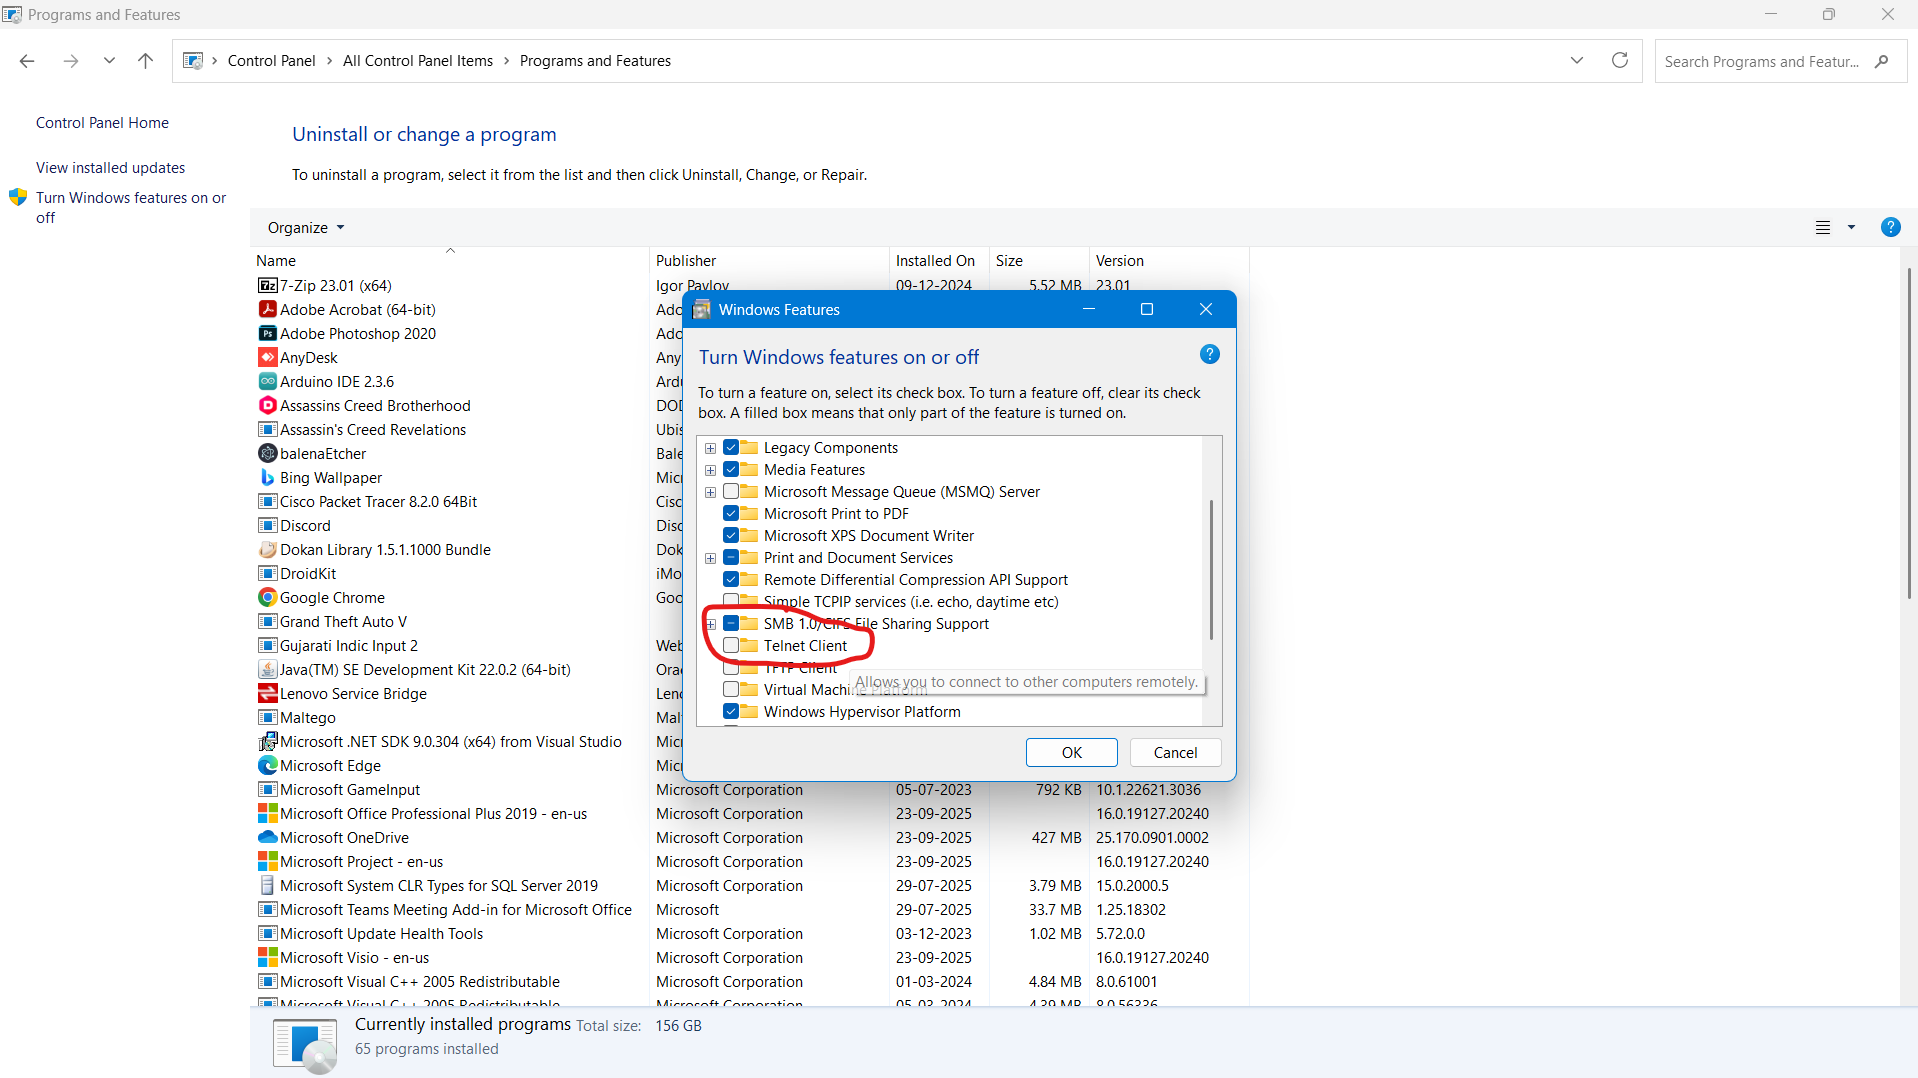 Programs and Features
Control Panel > All Control Panel Items > Programs and Features
Search Programs and Featur...
Control Panel Home
View installed updates
Turn Windows features on or
off
Uninstall or change a program
To uninstall a program, select it from the list and then click Uninstall, Change, or Repair.
Organize
Name Publisher Installed On Size Version
7-Zip 23.01 (x64) Igor Pavlov 09-12-2024 5.52 MB 23.01
Adobe Acrobat (64-bit) Ado
Adobe Photoshop 2020 Ado
AnyDesk Any
Arduino IDE 2.3.6 Ardu
Assassins Creed Brotherhood DOD
Assassin's Creed Revelations Ubis
balenaEtcher Bale
Bing Wallpaper Micr
Cisco Packet Tracer 8.2.0 64Bit Cisc
Discord Disc
Dokan Library 1.5.1.1000 Bundle Dok
DroidKit iMo
Google Chrome Goo
Grand Theft Auto V
Gujarati Indic Input 2 Web
Java(TM) SE Development Kit 22.0.2 (64-bit) Ora
Lenovo Service Bridge Len
Maltego Mal
Microsoft .NET SDK 9.0.304 (x64) from Visual Studio Micr
Microsoft Edge Micr
Microsoft GameInput Microsoft Corporation 05-07-2023 792 KB 10.1.22621.3036
Microsoft Office Professional Plus 2019 - en-us Microsoft Corporation 23-09-2025 16.0.19127.20240
Microsoft OneDrive Microsoft Corporation 23-09-2025 427 MB 25.170.0901.0002
Microsoft Project - en-us Microsoft Corporation 23-09-2025 16.0.19127.20240
Microsoft System CLR Types for SQL Server 2019 Microsoft Corporation 29-07-2025 3.79 MB 15.0.2000.5
Microsoft Teams Meeting Add-in for Microsoft Office Microsoft 29-07-2025 33.7 MB 1.25.18302
Microsoft Update Health Tools Microsoft Corporation 03-12-2023 1.02 MB 5.72.0.0
Microsoft Visio - en-us Microsoft Corporation 23-09-2025 16.0.19127.20240
Microsoft Visual C++ 2005 Redistributable Microsoft Corporation 01-03-2024 4.84 MB 8.0.61001
Microsoft Visual C++ 2005 Redistributable Microsoft Corporation 05-03-2024 4.39 MB 8.0.56336
Windows Features
Turn Windows features on or off
To turn a feature on, select its check box. To turn a feature off, clear its check
box. A filled box means that only part of the feature is turned on.
Legacy Components
Media Features
Microsoft Message Queue (MSMQ) Server
Microsoft Print to PDF
Microsoft XPS Document Writer
Print and Document Services
Remote Differential Compression API Support
Simple TCPIP services (i.e. echo, daytime etc)
SMB 1.0/CIFS File Sharing Support
Telnet Client
TFTP Client
Allows you to connect to other computers remotely.
Virtual Machine Platform
Windows Hypervisor Platform
OK Cancel
Currently installed programs Total size: 156 GB
65 programs installed